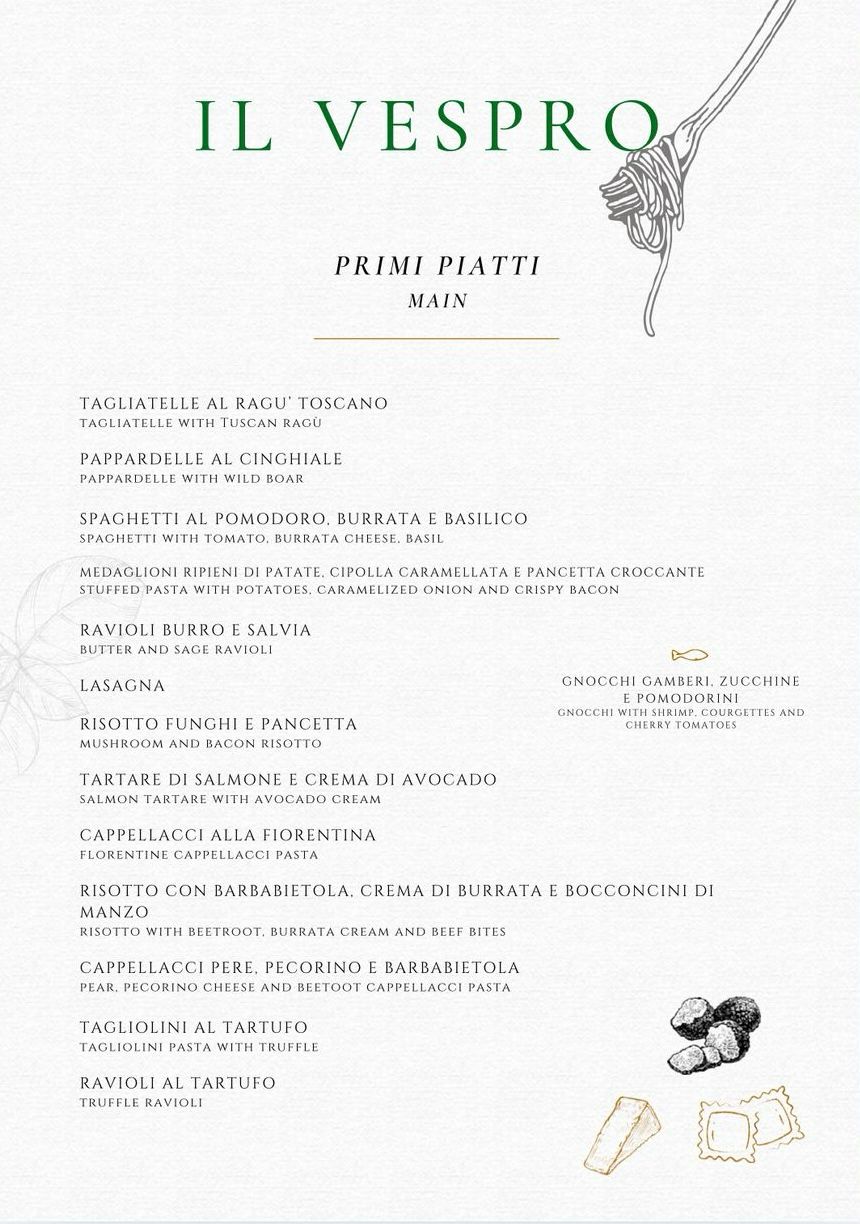 IL VESPRO
PRIMI PIATTI
MAIN
TAGLIATELLE AL RAGU' TOSCANO
TAGLIATELLE WITH TUSCAN RAGÙ
PAPPARDELLE AL CINGHIALE
PAPPARDELLE WITH WILD BOAR
SPAGHETTI AL POMODORO, BURRATA E BASILICO
SPAGHETTI WITH TOMATO, BURRATA CHEESE, BASIL
MEDAGLIONI RIPIENI DI PATATE, CIPOLLA CARAMELLATA E PANCETTA CROCCANTE
STUFFED PASTA WITH POTATOES, CARAMELIZED ONION AND CRISPY BACON
RAVIOLI BURRO E SALVIA
BUTTER AND SAGE RAVIOLI
LASAGNA
RISOTTO FUNGHI E PANCETTA
MUSHROOM AND BACON RISOTTO
TARTARE DI SALMONE E CREMA DI AVOCADO
SALMON TARTARE WITH AVOCADO CREAM
CAPPELLACCI ALLA FIORENTINA
FLORENTINE CAPPELLACCI PASTA
RISOTTO CON BARBABIETOLA, CREMA DI BURRATA E BOCCONCINI DI
MANZO
RISOTTO WITH BEETROOT, BURRATA CREAM AND BEEF BITES
CAPPELLACCI PERE, PECORINO E BARBABIETOLA
PEAR, PECORINO CHEESE AND BEETOOT CAPPELLACCI PASTA
TAGLIOLINI AL TARTUFO
TAGLIOLINI PASTA WITH TRUFFLE
RAVIOLI AL TARTUFO
TRUFFLE RAVIOLI
GNOCCHI GAMBERI, ZUCCHINE
E POMODORINI
GNOCCHI WITH SHRIMP, COURGETTES AND
CHERRY TOMATOES